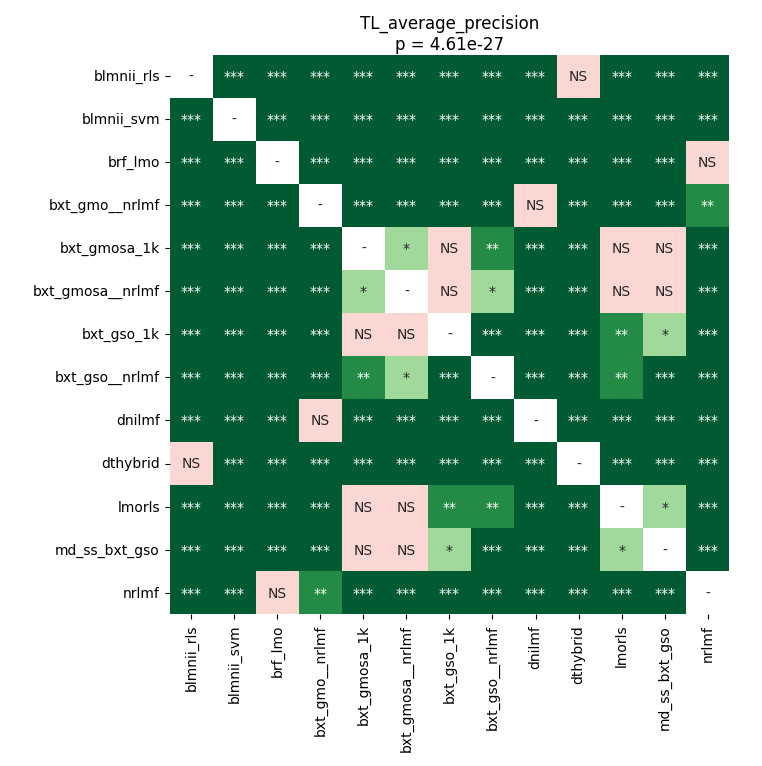 TL_average_precision
p = 4.61e-27
blmnii_rls - *** *** *** *** *** *** *** *** NS *** *** ***
blmnii_svm *** - *** *** *** *** *** *** *** *** *** *** ***
brf_lmo *** *** - *** *** *** *** *** *** *** *** *** NS
bxt_gmo__nrlmf *** *** *** - *** *** *** *** NS *** *** *** **
bxt_gmosa_1k *** *** *** *** - * NS ** *** *** NS NS ***
bxt_gmosa__nrlmf *** *** *** *** * - NS * *** *** NS NS ***
bxt_gso_1k *** *** *** *** NS NS - *** *** *** ** * ***
bxt_gso__nrlmf *** *** *** *** ** * *** - *** *** ** *** ***
dnilmf *** *** *** NS *** *** *** *** - *** *** *** ***
dthybrid NS *** *** *** *** *** *** *** *** - *** *** ***
lmorls *** *** *** *** NS NS ** ** *** *** - * ***
md_ss_bxt_gso *** *** *** *** NS NS * *** *** *** * - ***
nrlmf *** *** NS ** *** *** *** *** *** *** *** *** -
blmnii_rls
blmnii_svm
brf_lmo
bxt_gmo__nrlmf
bxt_gmosa_1k
bxt_gmosa__nrlmf
bxt_gso_1k
bxt_gso__nrlmf
dnilmf
dthybrid
lmorls
md_ss_bxt_gso
nrlmf